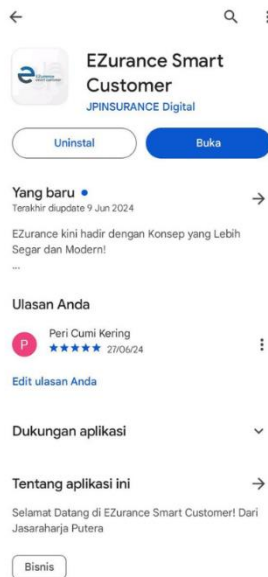 EZurance Smart
Customer
JPINSURANCE Digital
Uninstal
Buka
Yang baru
Terakhir diupdate 9 Jun 2024
EZurance kini hadir dengan Konsep yang Lebih
Segar dan Modern!
...
Ulasan Anda
P
Peri Cumi Kering
27/06/24
Edit ulasan Anda
Dukungan aplikasi
Tentang aplikasi ini
Selamat Datang di EZurance Smart Customer! Dari
Jasaraharja Putera
Bisnis